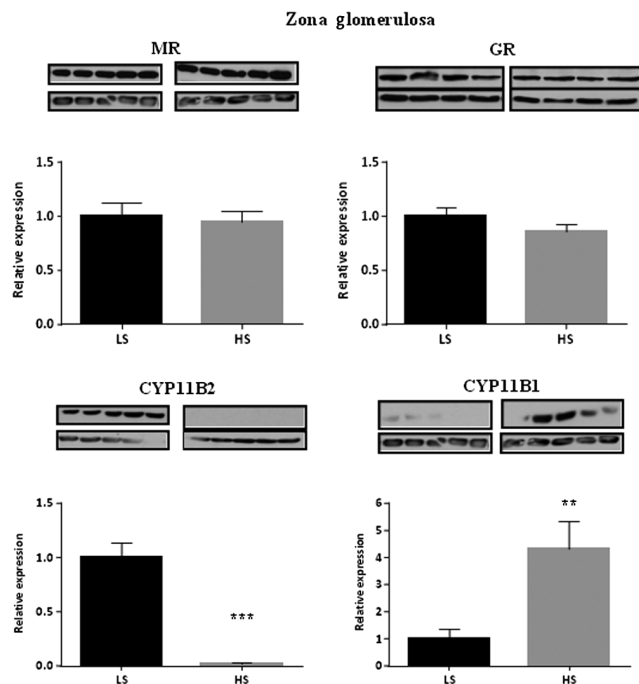 Zona glomerulosa
MR
GR
Relative expression
1.5
1.0
0.5
0.0
LS
HS
Relative expression
1.5
1.0
0.5
0.0
LS
HS
CYP11B2
CYP11B1
Relative expression
1.5
1.0
0.5
0.0
***
LS
HS
Relative expression
6
5
4
3
2
1
0
**
LS
HS